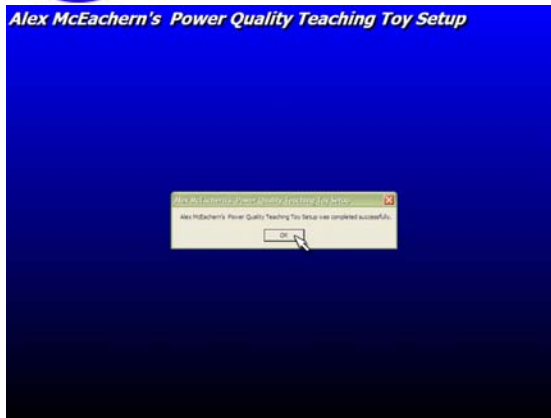 Alex McEachern's Power Quality Teaching Toy Setup
Alex McEachern's Power Quality Teaching Toy Setup
Alex McEachern's Power Quality Teaching Toy Setup was completed successfully.
OK